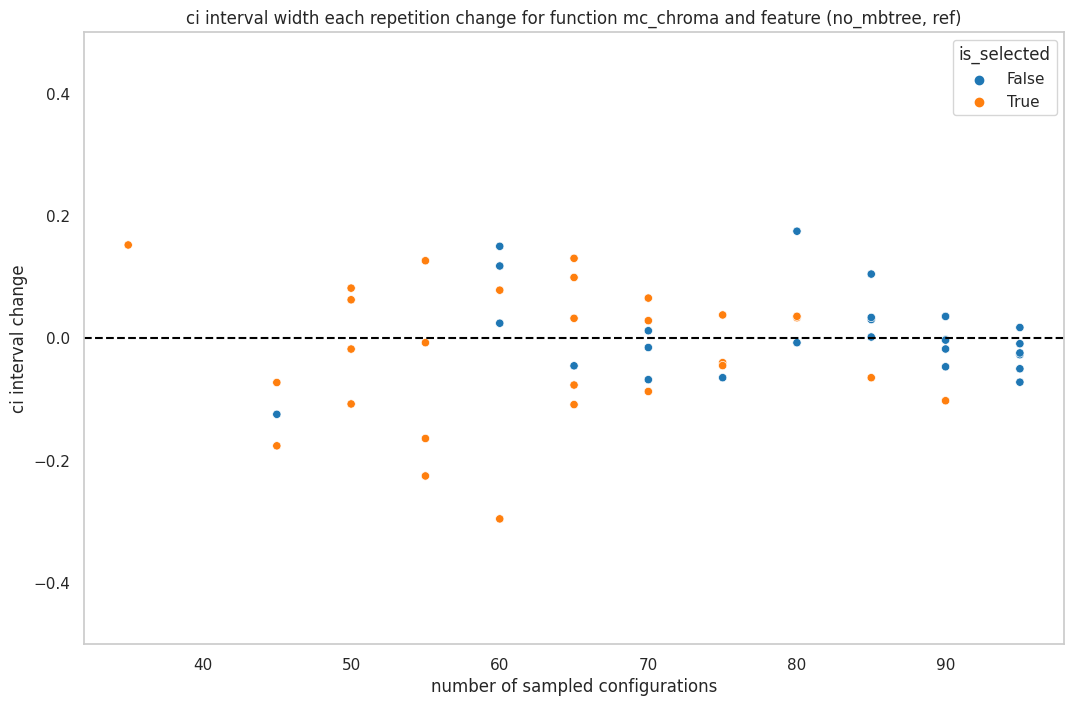 ci interval width each repetition change for function mc_chroma and feature (no_mbtree, ref)
is_selected
False
True
0.4
0.2
0.0
−0.2
−0.4
ci interval change
40 50 60 70 80 90
number of sampled configurations